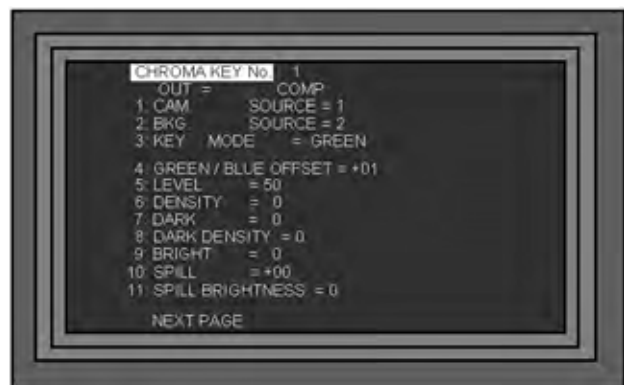 CHROMA KEY No. 1
OUT = COMP
1: CAM SOURCE = 1
2: BKG SOURCE = 2
3: KEY MODE = GREEN
4: GREEN / BLUE OFFSET = +01
5: LEVEL = 50
6: DENSITY = 0
7: DARK = 0
8: DARK DENSITY = 0
9: BRIGHT = 0
10: SPILL =+00
11: SPILL BRIGHTNESS = 0
NEXT PAGE